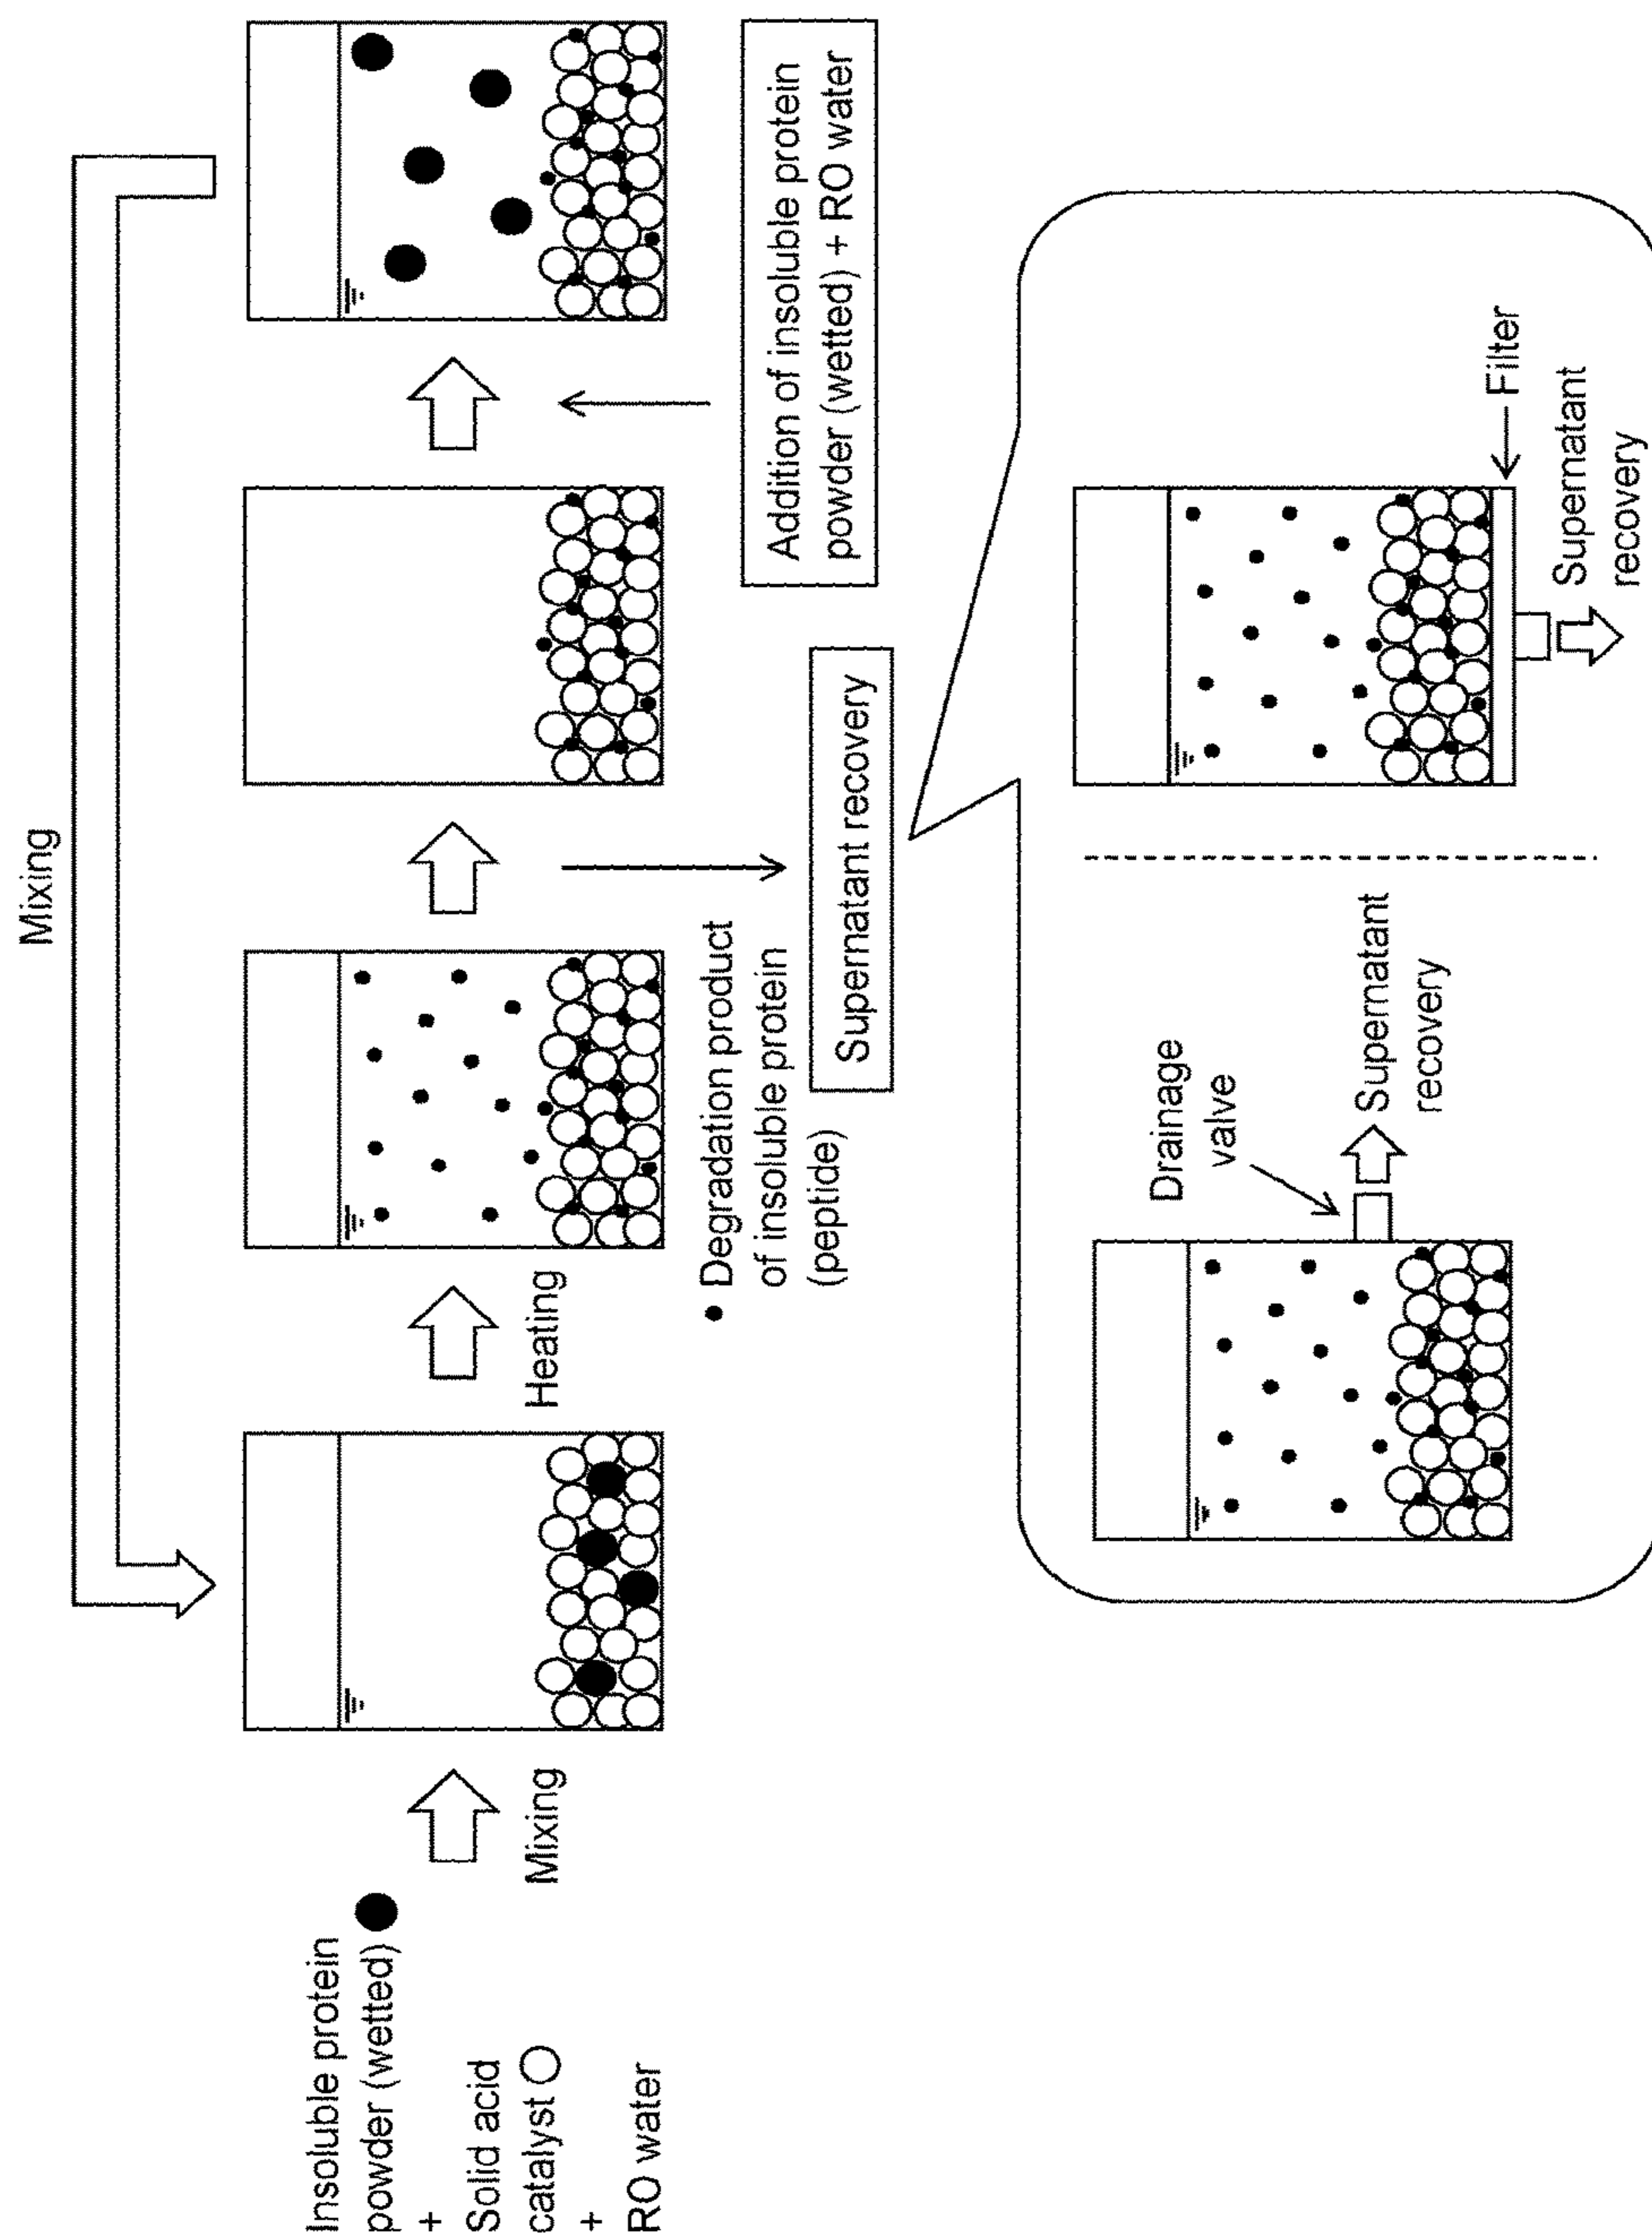 Mixing
Insoluble protein
powder (wetted)
+
Solid acid
catalyst
+
RO water
Mixing
Heating
Degradation product
of insoluble protein
(peptide)
Supernatant recovery
Addition of insoluble protein
powder (wetted) + RO water
Drainage
valve
Supernatant
recovery
Filter
Supernatant
recovery